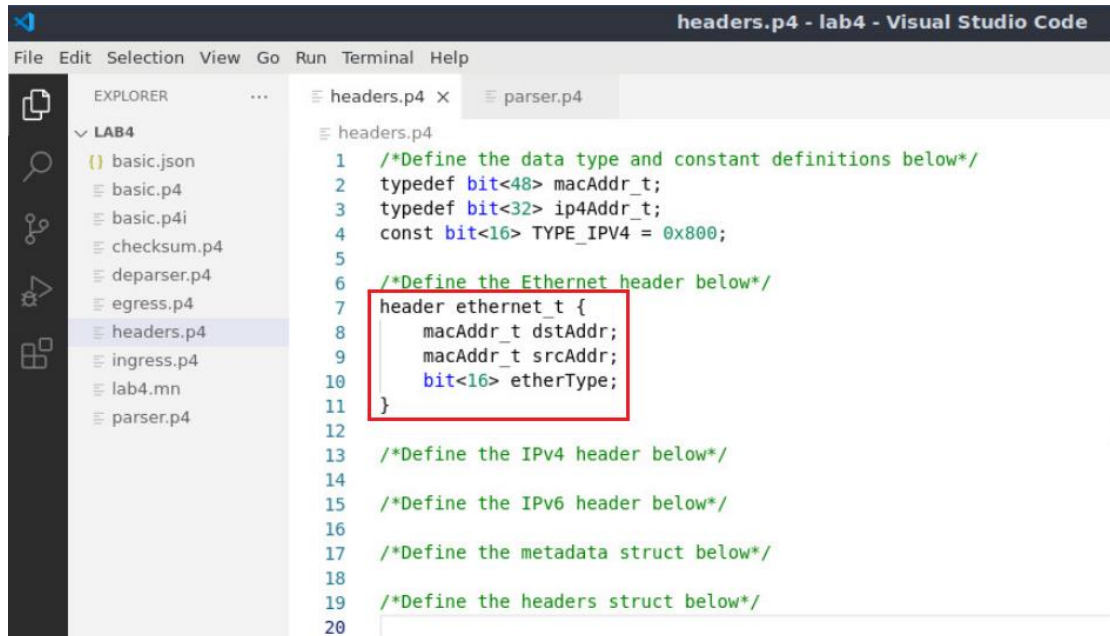 headers.p4 - lab4 - Visual Studio Code
File Edit Selection View Go Run Terminal Help
EXPLORER ...
headers.p4 parser.p4
LAB4
headers.p4
{} basic.json
basic.p4
basic.p4i
checksum.p4
deparser.p4
egress.p4
headers.p4
ingress.p4
lab4.mn
parser.p4
1 /*Define the data type and constant definitions below*/
2 typedef bit<48> macAddr_t;
3 typedef bit<32> ip4Addr_t;
4 const bit<16> TYPE_IPV4 = 0x800;
5
6 /*Define the Ethernet header below*/
7 header ethernet_t {
8 macAddr_t dstAddr;
9 macAddr_t srcAddr;
10 bit<16> etherType;
11 }
12
13 /*Define the IPv4 header below*/
14
15 /*Define the IPv6 header below*/
16
17 /*Define the metadata struct below*/
18
19 /*Define the headers struct below*/
20